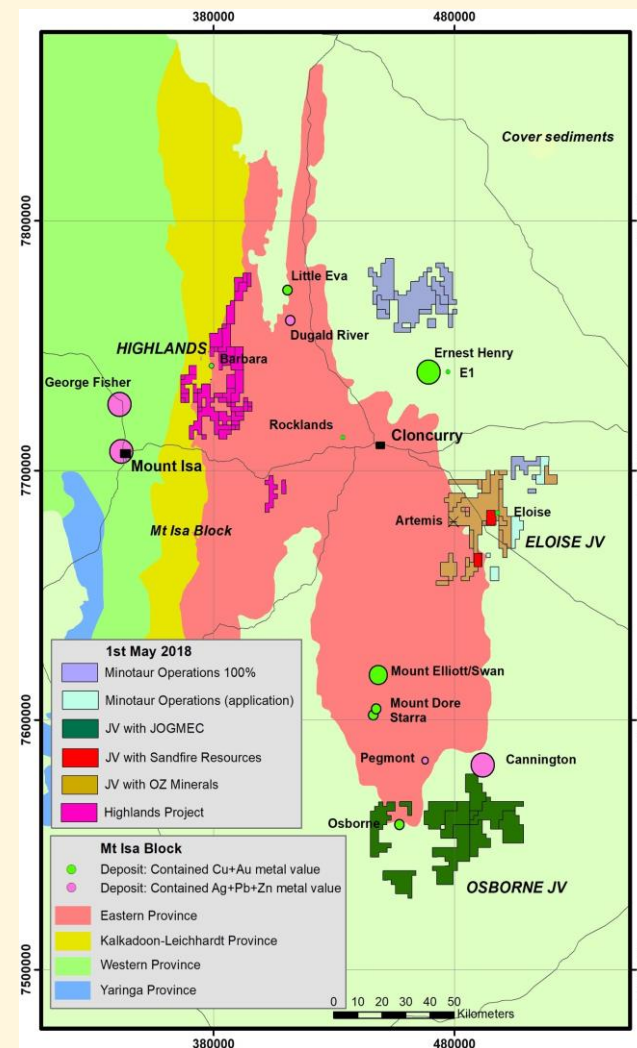 380000
480000
Cover sediments
7800000
7800000
Little Eva
Dugald River
HIGHLANDS
Barbara
Ernest Henry
E1
George Fisher
Rocklands
Cloncurry
Mount Isa
7700000
7700000
Mt Isa Block
Artemis
Eloise
ELOISE JV
1st May 2018
Minotaur Operations 100%
Minotaur Operations (application)
JV with JOGMEC
JV with Sandfire Resources
JV with OZ Minerals
Highlands Project
Mount Elliott/Swan
Mount Dore
Starra
7600000
7600000
Pegmont
Cannington
Osborne
OSBORNE JV
Mt Isa Block
Deposit: Contained Cu+Au metal value
Deposit: Contained Ag+Pb+Zn metal value
Eastern Province
Kalkadoon-Leichhardt Province
Western Province
Yaringa Province
7500000
7500000
0 10 20 30 40 50
Kilometers
380000
480000